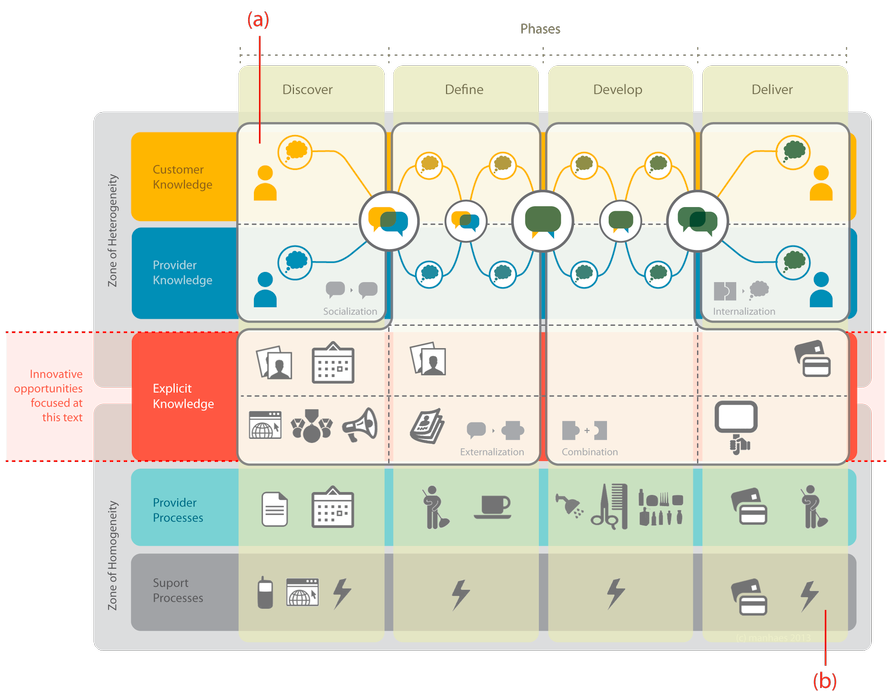 (a)
Phases
Discover
Define
Develop
Deliver
Zone of Heterogeneity
Customer
Knowledge
Provider
Knowledge
Socialization
Internalization
Innovative
opportunities
focused at
this text
Explicit
Knowledge
Externalization
Combination
Zone of Homogeneity
Provider
Processes
Suport
Processes
(b)